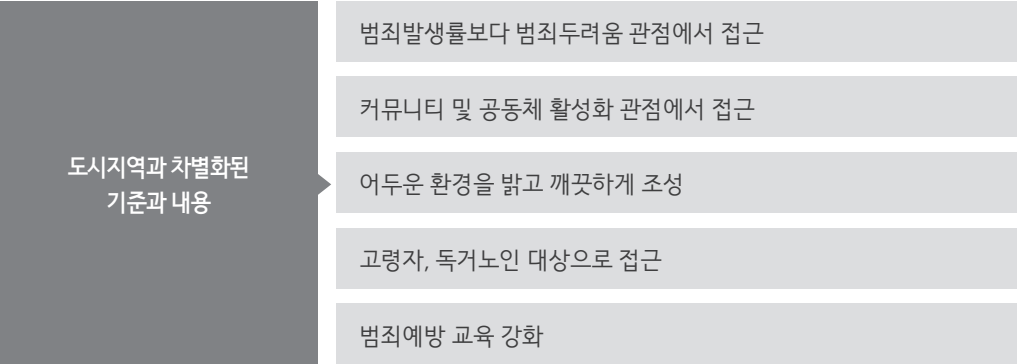 도시지역과 차별화된
기준과 내용
범죄발생률보다 범죄두려움 관점에서 접근
커뮤니티 및 공동체 활성화 관점에서 접근
어두운 환경을 밝고 깨끗하게 조성
고령자, 독거노인 대상으로 접근
범죄예방 교육 강화